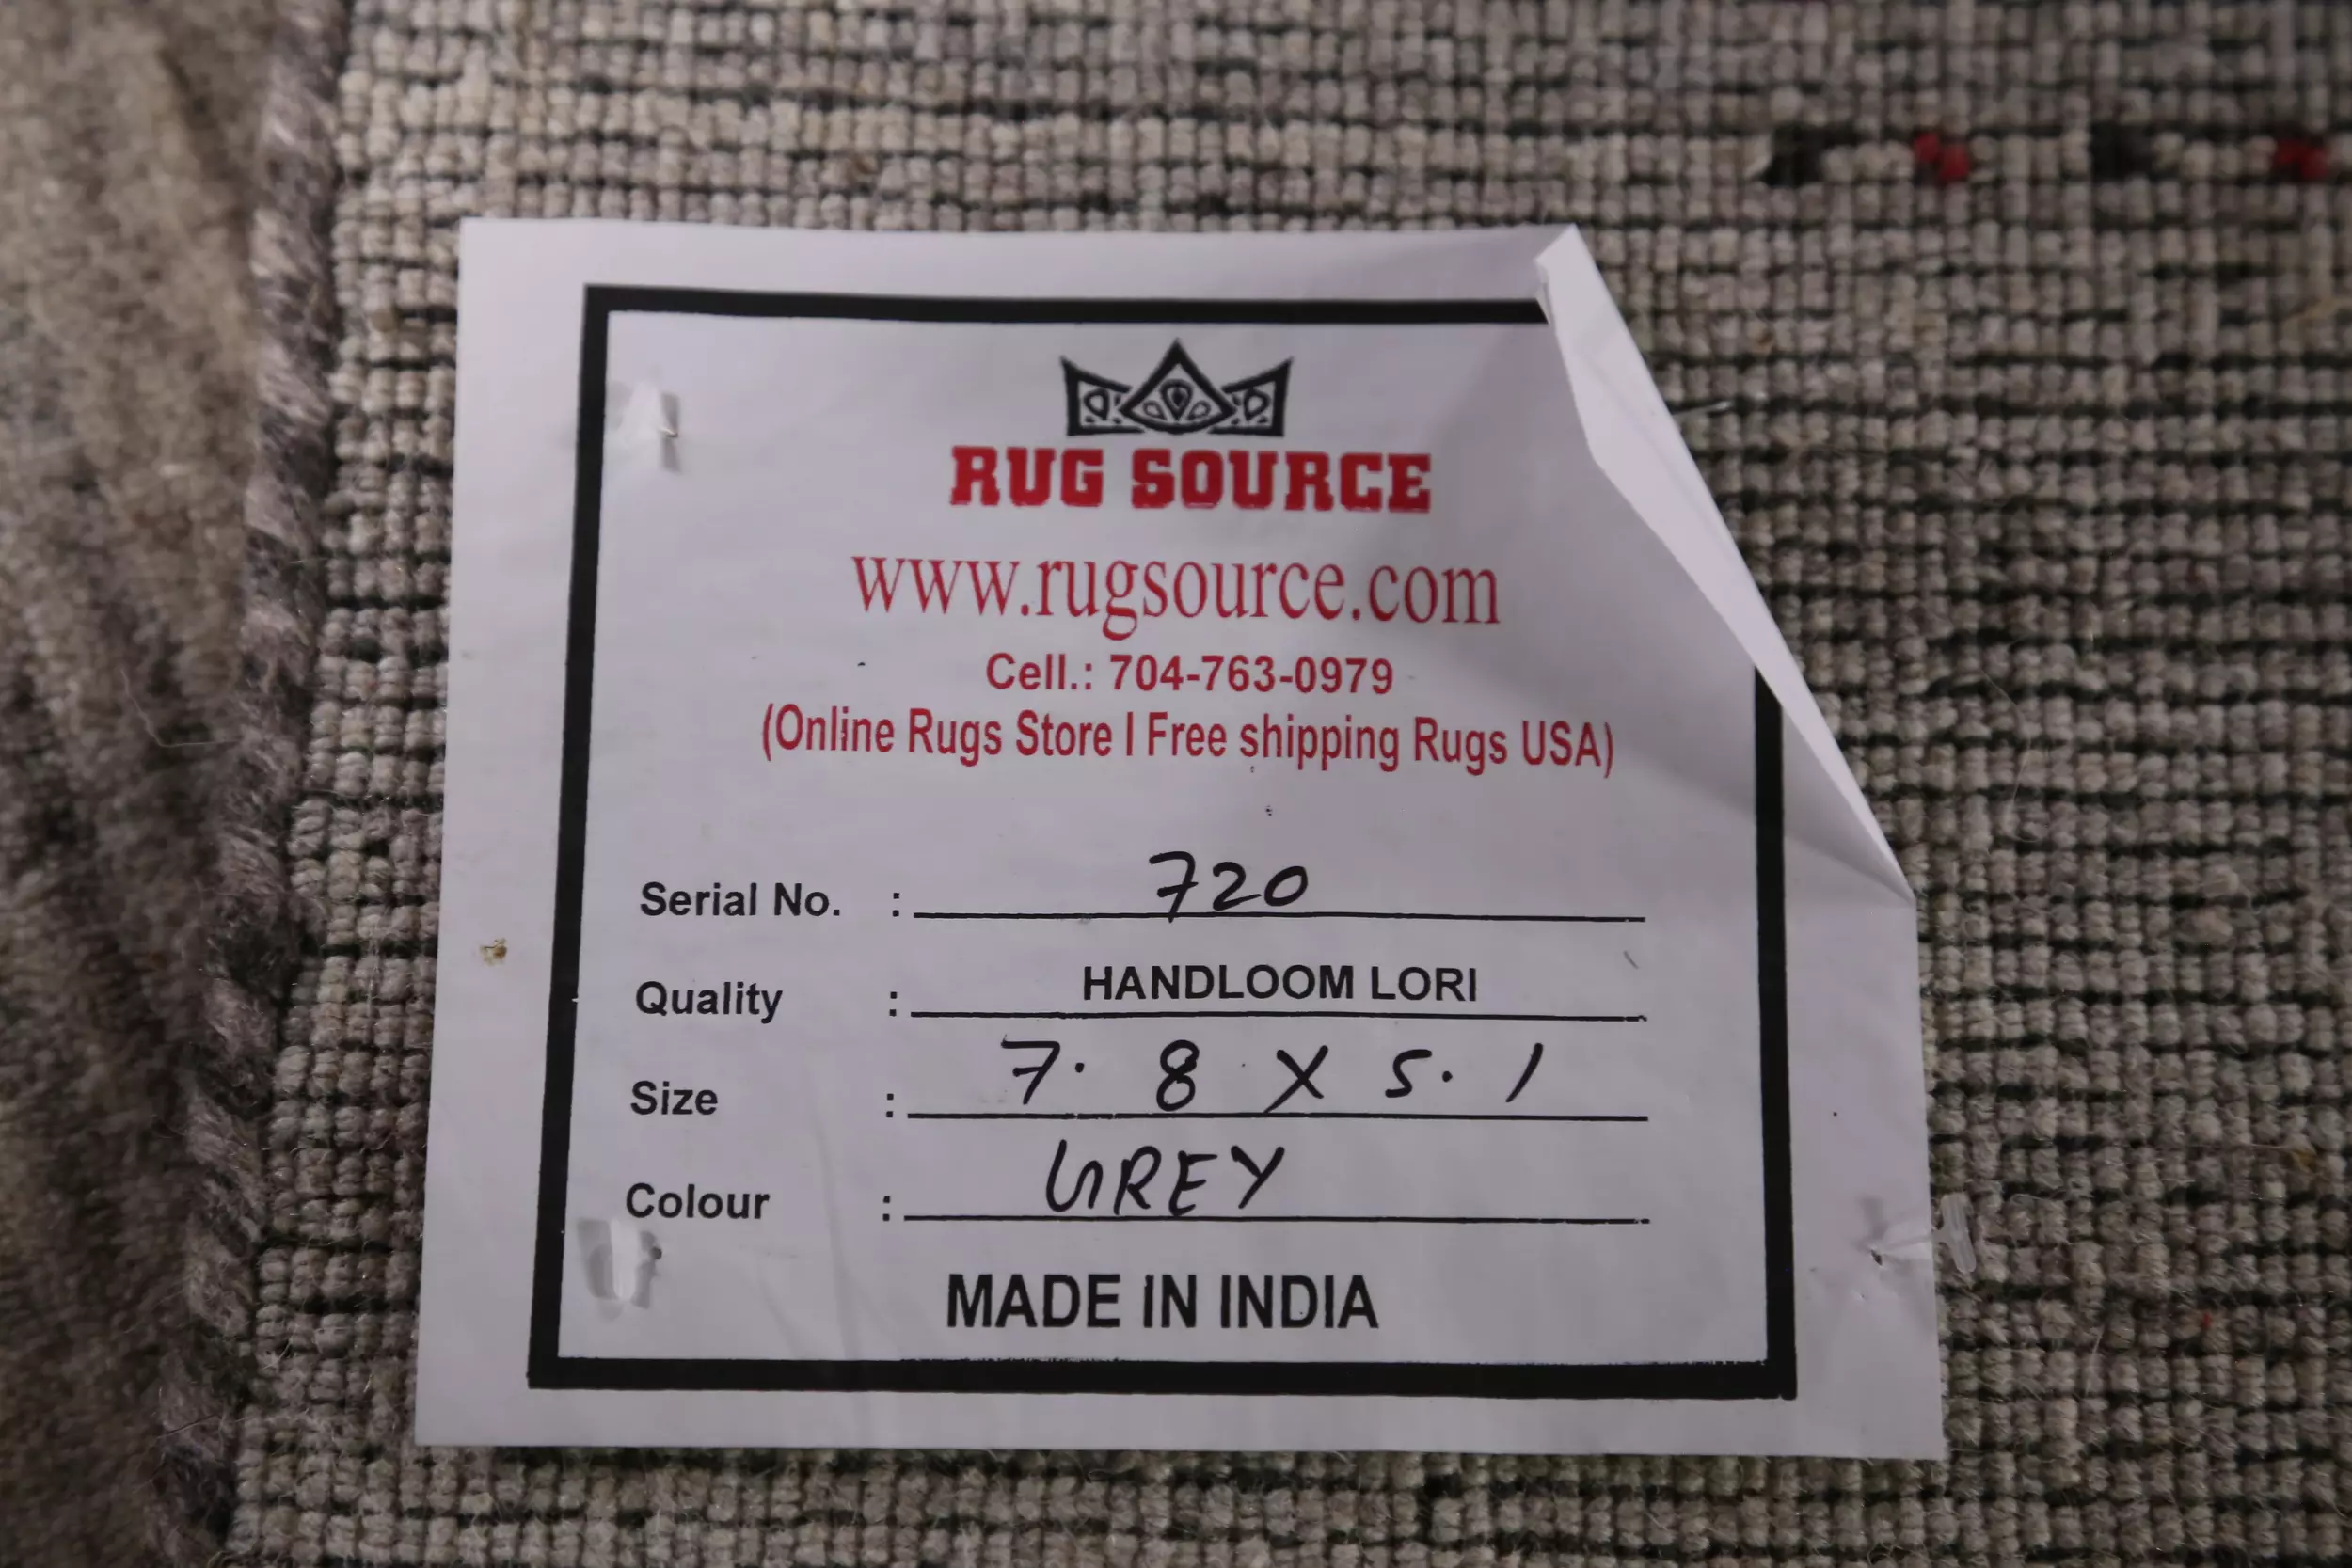 RUG SOURCE
www.rugsource.com
Cell.: 704-763-0979
(Online Rugs Store I Free shipping Rugs USA)
Serial No. : 720
Quality : HANDLOOM LORI
Size : 7.8 X 5.1
Colour : GREY
MADE IN INDIA